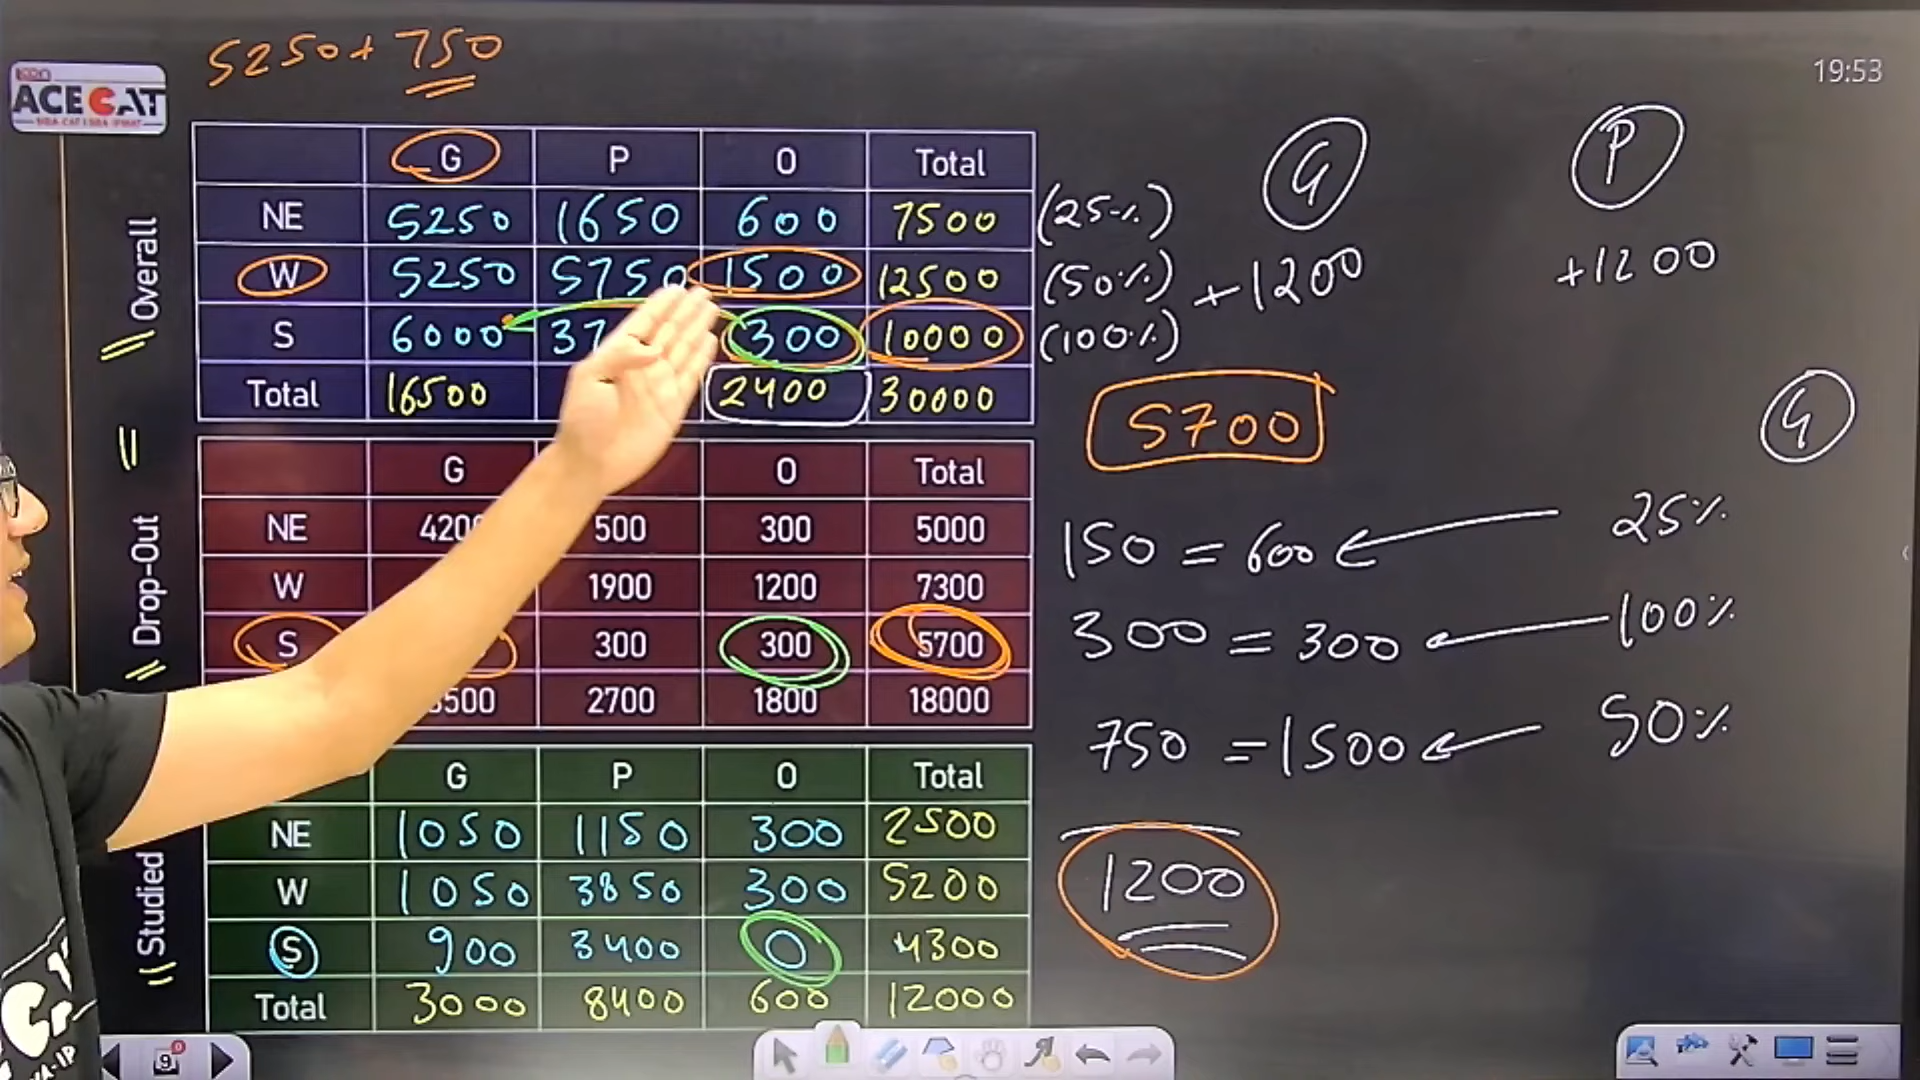 5250 + 750
19:53
ACE CAT
G P O Total
NE 5250 1650 600 7500 (25%)
W 5250 5750 1500 12500 (50%)
S 6000 37 300 10000 (100%)
Total 16500 2400 30000
Overall
G P
+1200 +1200
5700
G
G O Total
NE 420 500 300 5000
W 1900 1200 7300
S 300 300 5700
500 2700 1800 18000
Drop-Out
150 = 600 25%
300 = 300 100%
750 = 1500 50%
1200
G P O Total
NE 1050 1150 300 2500
W 1050 3850 300 5200
S 900 3400 0 4300
Total 3000 8400 600 12000
Studied
9